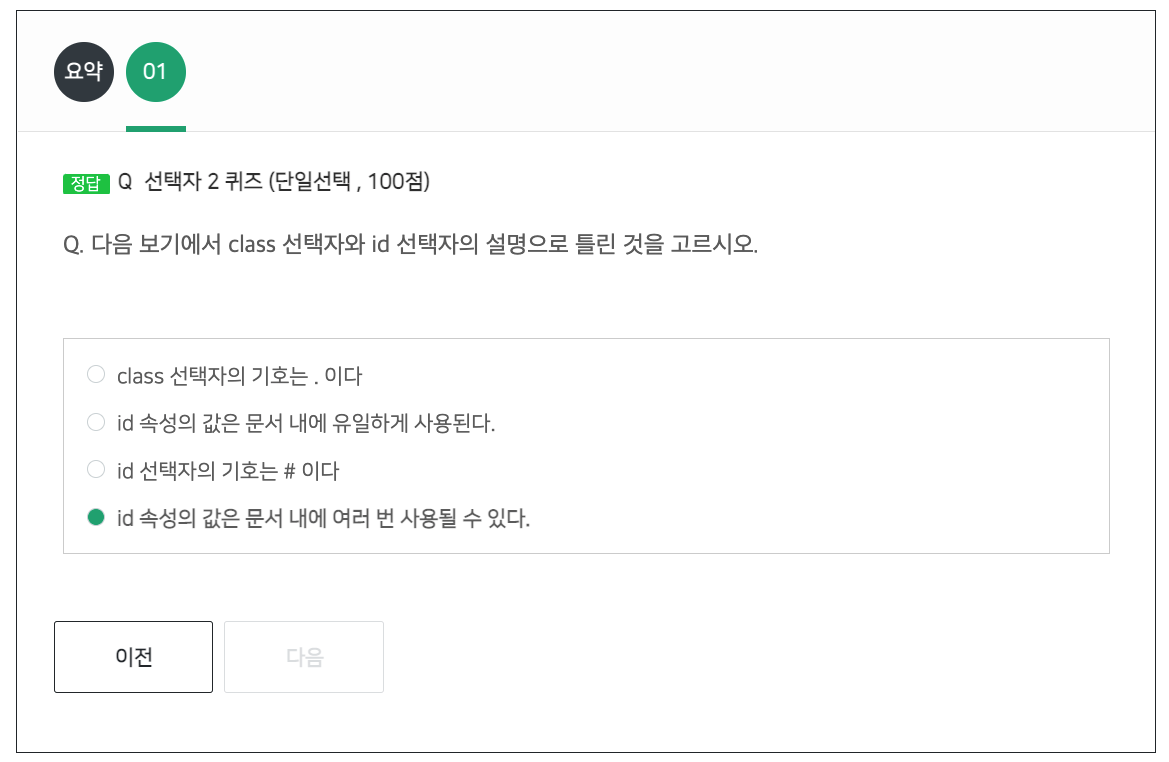 요약 01
정답 Q 선택자 2 퀴즈 (단일선택 , 100점)
Q. 다음 보기에서 class 선택자와 id 선택자의 설명으로 틀린 것을 고르시오.
class 선택자의 기호는 . 이다
id 속성의 값은 문서 내에 유일하게 사용된다.
id 선택자의 기호는 # 이다
id 속성의 값은 문서 내에 여러 번 사용될 수 있다.
이전 다음